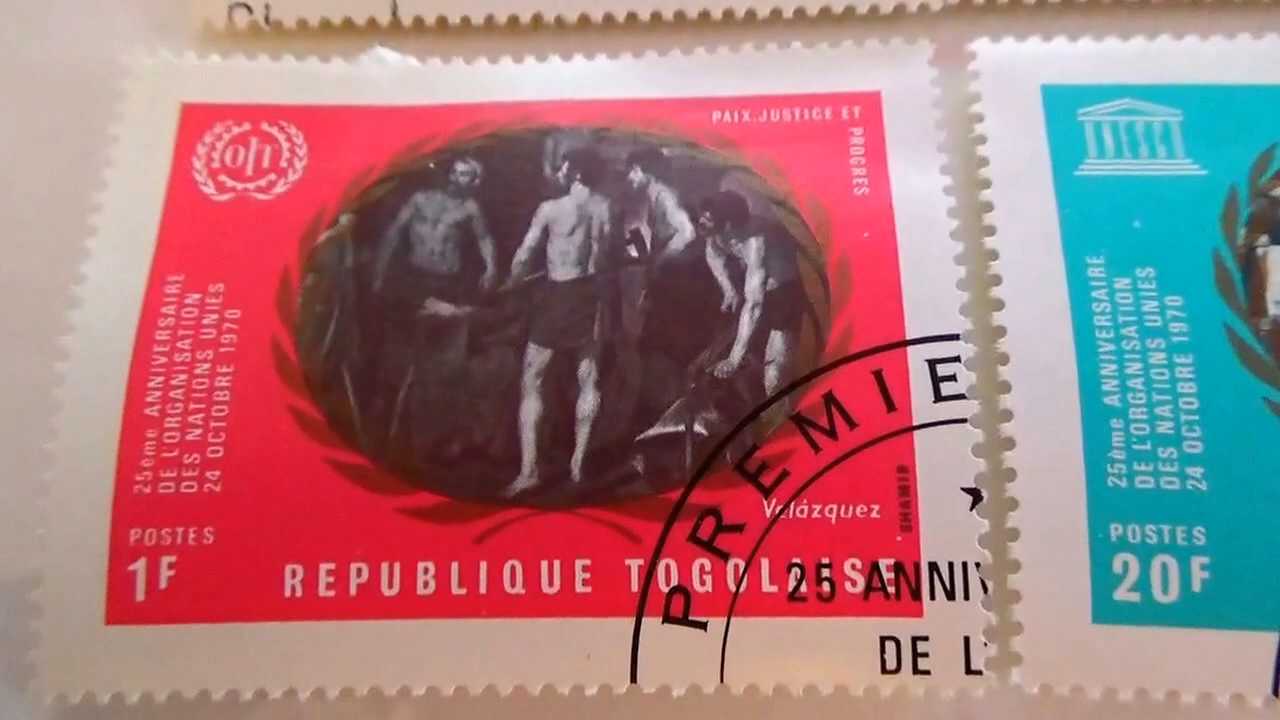 OIT
PAIX.JUSTICE ET
PROGRES
25ème ANNIVERSAIRE
DE L'ORGANISATION
DES NATIONS UNIES
24 OCTOBRE 1970
POSTES
1F
Velázquez
SHAMIR
REPUBLIQUE TOGOLAISE
PREMIE
25 ANNIV
DE L'
UNESCO
25ème ANNIVERSAIRE
DE L'ORGANISATION
DES NATIONS UNIES
24 OCTOBRE 1970
POSTES
20F